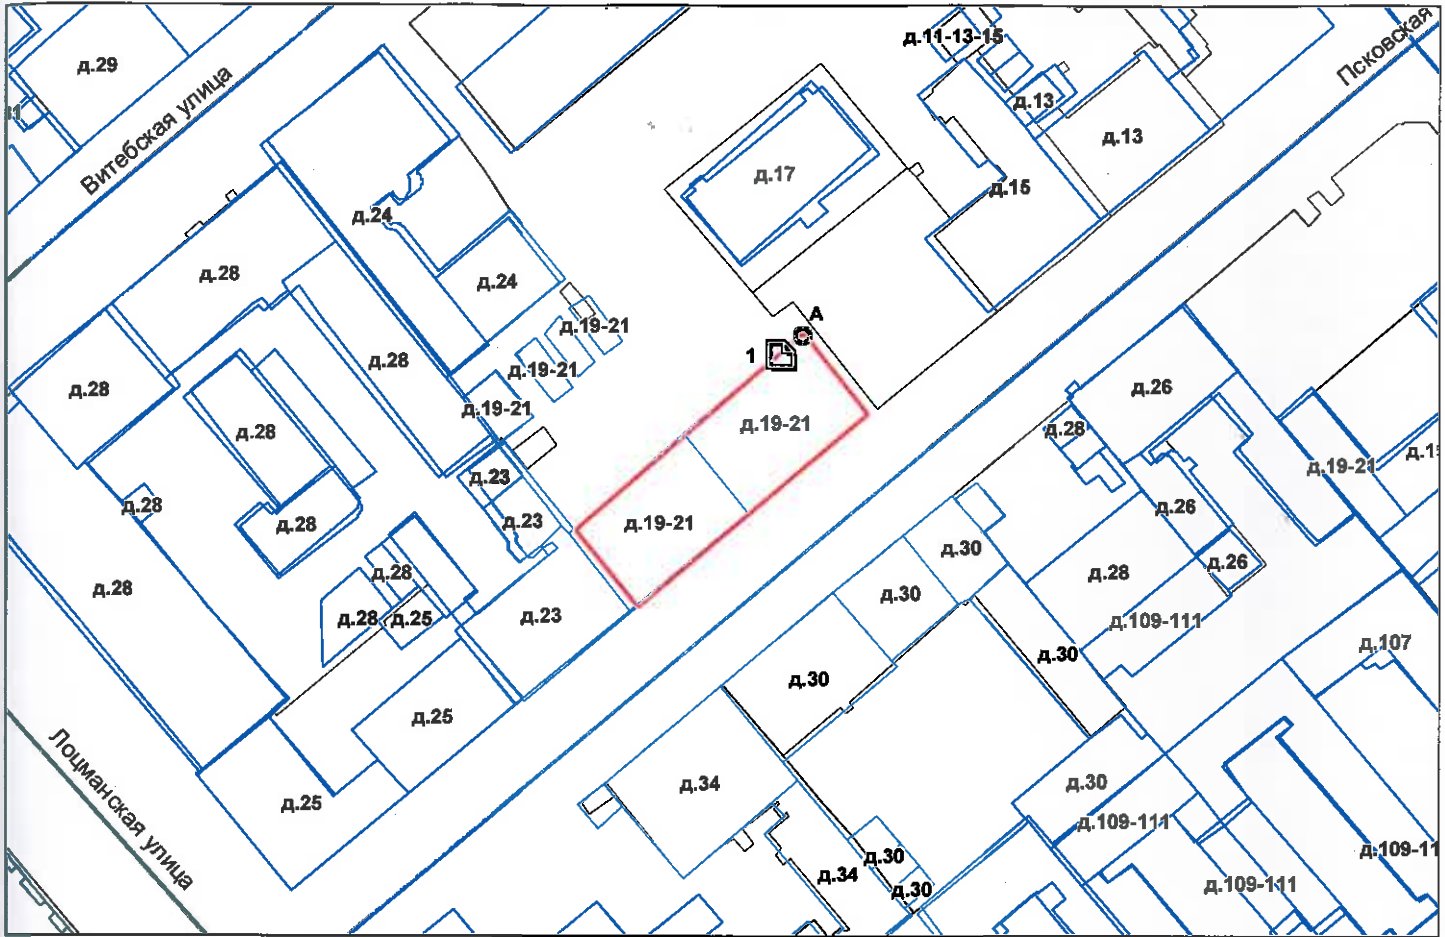 д.11-13-15
Псковская
д.29
Витебская улица
д.13
д.13
д.17
д.15
д.24
д.28
д.24
А
д.19-21
1
д.28
д.19-21
д.28
д.26
д.19-21
д.19-21
д.28
д.28
д.23
д.19-21
д.28
д.26
д.28
д.23
д.19-21
д.30
д.28
д.28
д.26
д.28
д.30
д.28
д.25
д.23
д.109-111
д.107
д.30
д.30
д.25
Лоцманская улица
д.34
д.30
д.25
д.109-111
д.109-11
д.30
д.34
д.30
д.109-111